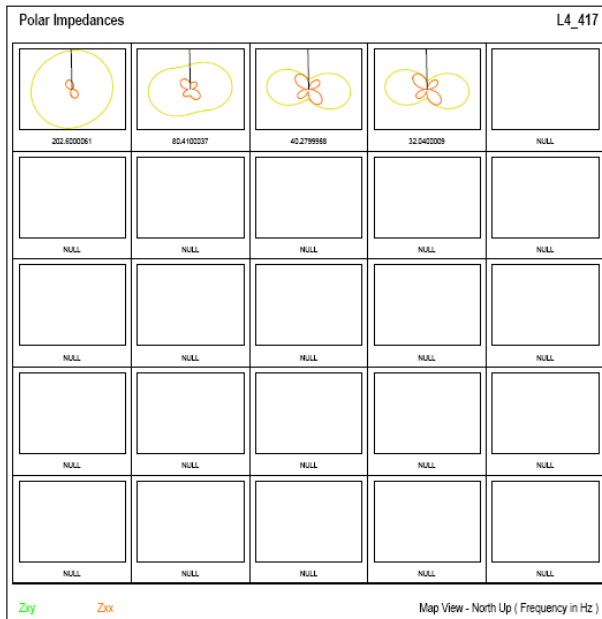 Polar Impedances L4_417
202.6000061 80.4100037 40.2799988 32.0400009 NULL
NULL NULL NULL NULL NULL
NULL NULL NULL NULL NULL
NULL NULL NULL NULL NULL
NULL NULL NULL NULL NULL
Zxy Zxx Map View - North Up ( Frequency in Hz )